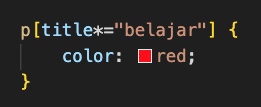 p[title*="belajar"] {
    color: red;
}